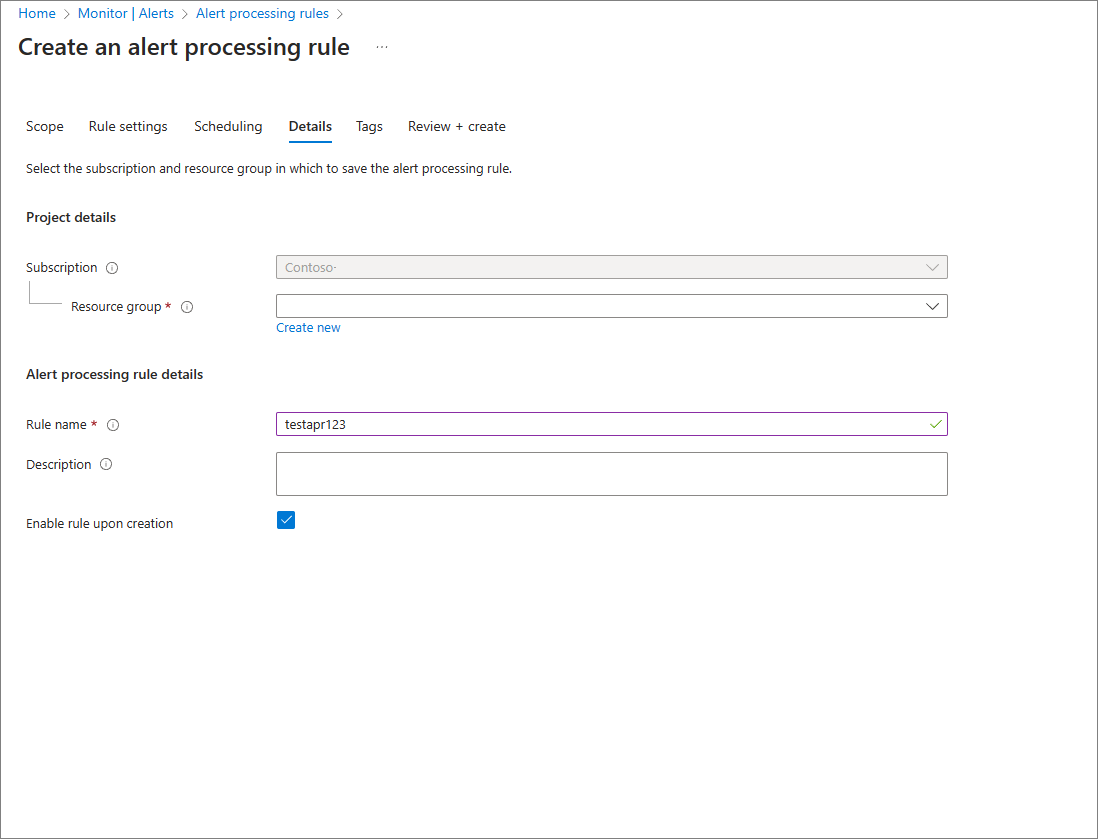 Home > Monitor | Alerts > Alert processing rules >
Create an alert processing rule ...
Scope Rule settings Scheduling Details Tags Review + create
Select the subscription and resource group in which to save the alert processing rule.
Project details
Subscription
Contoso·
Resource group *
Create new
Alert processing rule details
Rule name *
testapr123
Description
Enable rule upon creation